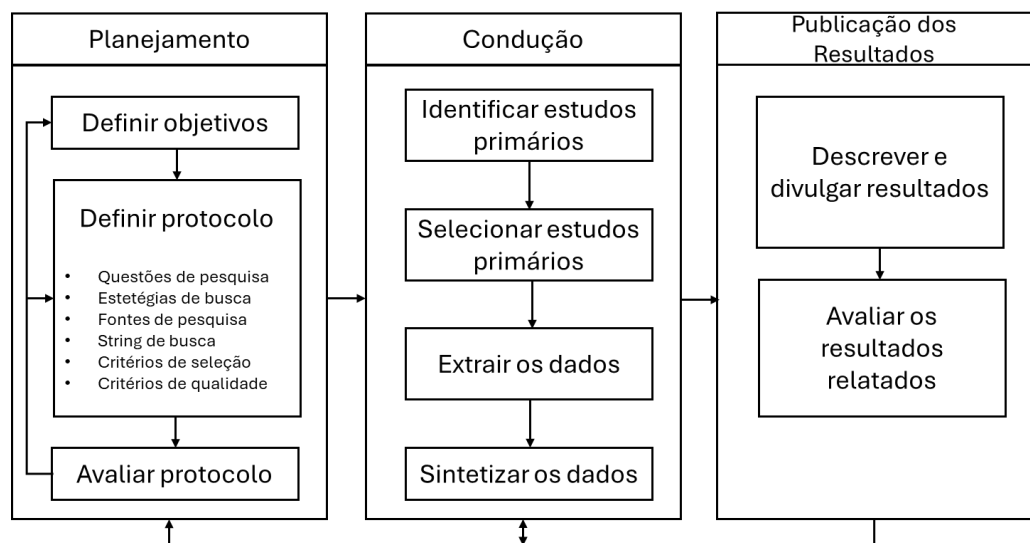 Planejamento
Definir objetivos
Definir protocolo
• Questões de pesquisa
• Estetégias de busca
• Fontes de pesquisa
• String de busca
• Critérios de seleção
• Critérios de qualidade
Avaliar protocolo
Condução
Identificar estudos
primários
Selecionar estudos
primários
Extrair os dados
Sintetizar os dados
Publicação dos
Resultados
Descrever e
divulgar resultados
Avaliar os
resultados
relatados